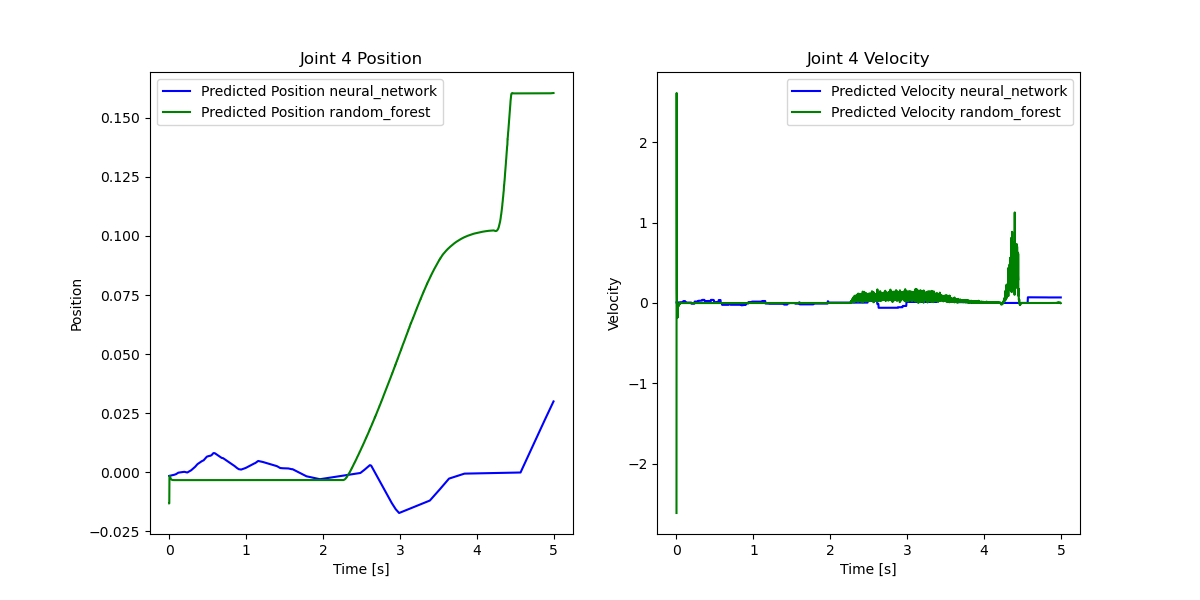 Joint 4 Position
Predicted Position neural_network
Predicted Position random_forest
0.150
0.125
0.100
0.075
0.050
0.025
0.000
−0.025
Position
0 1 2 3 4 5
Time [s]
Joint 4 Velocity
Predicted Velocity neural_network
Predicted Velocity random_forest
2
1
0
−1
−2
Velocity
0 1 2 3 4 5
Time [s]